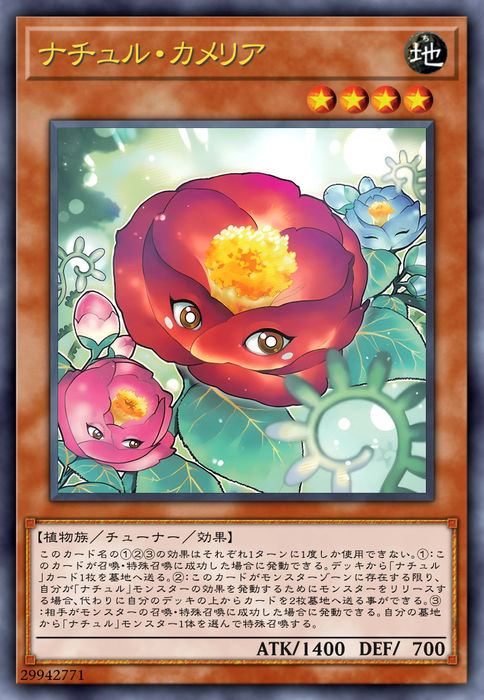 ナチュル・カメリア
ち
地
【植物族／チューナー／効果】
このカード名の①②③の効果はそれぞれ1ターンに1度しか使用できない。①：こ
のカードが召喚・特殊召喚に成功した場合に発動できる。デッキから「ナチュル」
カード1枚を墓地へ送る。②：このカードがモンスターゾーンに存在する限り、
自分が「ナチュル」モンスターの効果を発動するためにモンスターをリリースす
る場合、代わりに自分のデッキの上からカードを2枚墓地へ送る事ができる。③
：相手がモンスターの召喚・特殊召喚に成功した場合に発動できる。自分の墓地
から「ナチュル」モンスター1体を選んで特殊召喚する。
ATK/1400 DEF/ 700
29942771